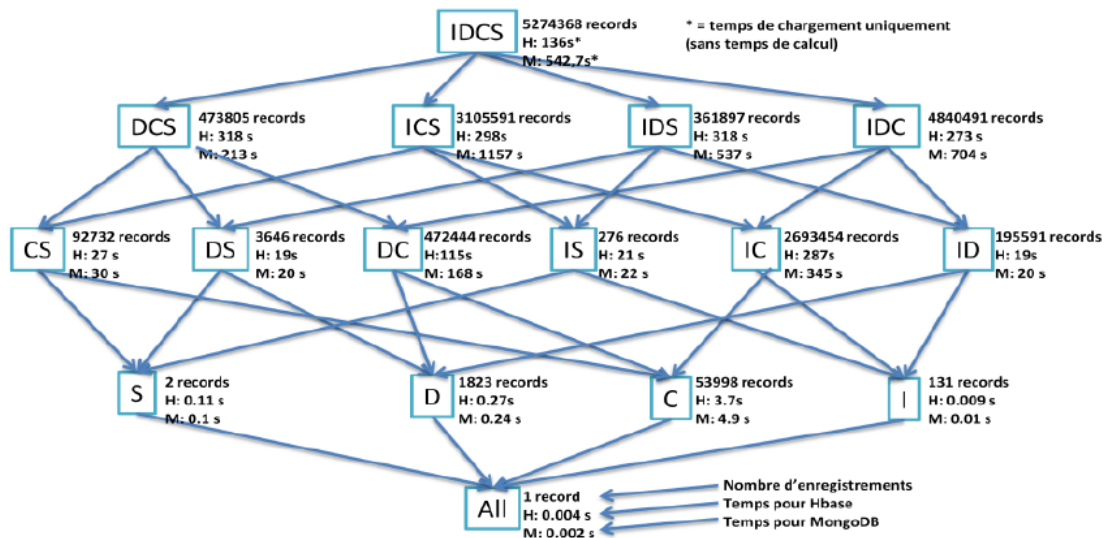 IDCS
5274368 records
H: 136s*
M: 542,7s*
* = temps de chargement uniquement
(sans temps de calcul)
DCS
473805 records
H: 318 s
M: 213 s
ICS
3105591 records
H: 298s
M: 1157 s
IDS
361897 records
H: 318 s
M: 537 s
IDC
4840491 records
H: 273 s
M: 704 s
CS
92732 records
H: 27 s
M: 30 s
DS
3646 records
H: 19s
M: 20 s
DC
472444 records
H:115s
M: 168 s
IS
276 records
H: 21 s
M: 22 s
IC
2693454 records
H: 287s
M: 345 s
ID
195591 records
H: 19s
M: 20 s
S
2 records
H: 0.11 s
M: 0.1 s
D
1823 records
H: 0.27s
M: 0.24 s
C
53998 records
H: 3.7s
M: 4.9 s
I
131 records
H: 0.009 s
M: 0.01 s
All
1 record
H: 0.004 s
M: 0.002 s
Nombre d'enregistrements
Temps pour Hbase
Temps pour MongoDB